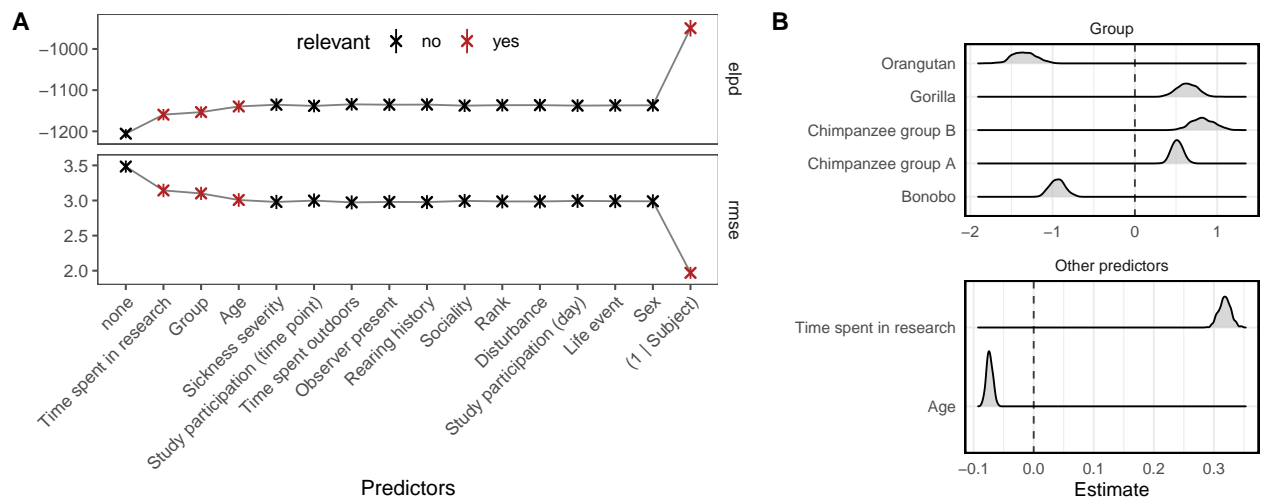 A
relevant no yes
−1000
−1100
−1200
elpd
3.5
3.0
2.5
2.0
rmse
none
Time spent in research
Group
Age
Sickness severity
Study participation (time point)
Time spent outdoors
Observer present
Rearing history
Sociality
Rank
Disturbance
Study participation (day)
Life event
Sex
(1 | Subject)
Predictors
B
Group
Orangutan
Gorilla
Chimpanzee group B
Chimpanzee group A
Bonobo
−2 −1 0 1
Other predictors
Time spent in research
Age
−0.1 0.0 0.1 0.2 0.3
Estimate